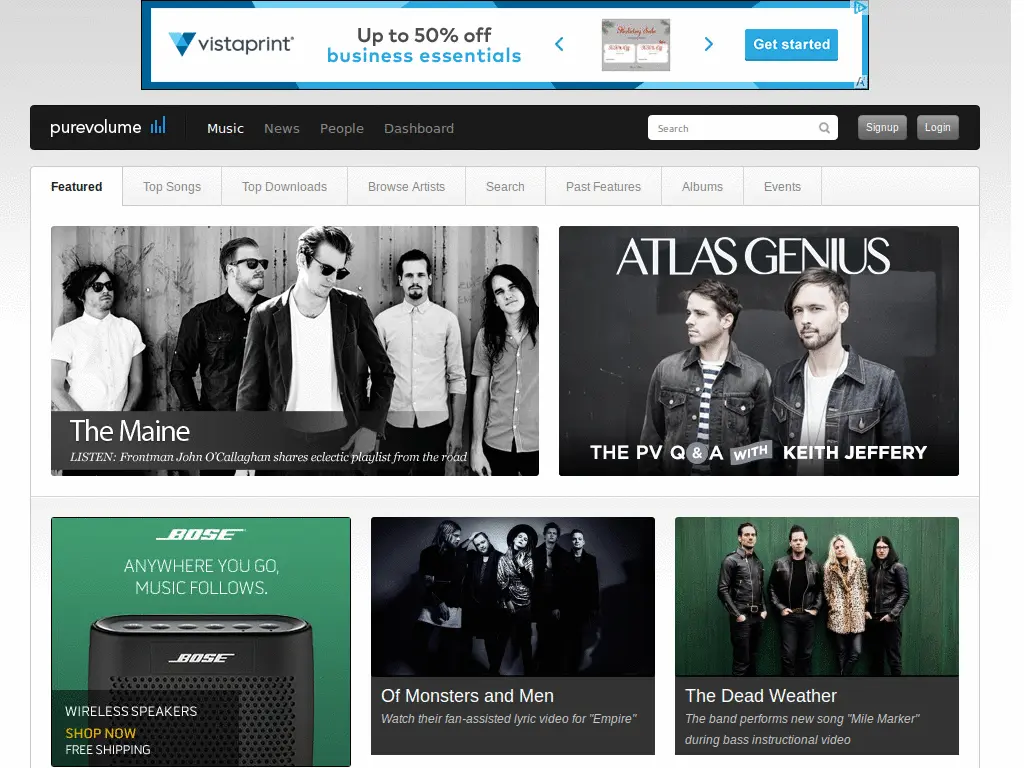 vistaprint
Up to 50% off
business essentials
Holiday Sale
Get started
purevolume
Music
News
People
Dashboard
Search
Signup
Login
Featured
Top Songs
Top Downloads
Browse Artists
Search
Past Features
Albums
Events
The Maine
LISTEN: Frontman John O'Callaghan shares eclectic playlist from the road
ATLAS GENIUS
THE PV Q & A WITH KEITH JEFFERY
BOSE
ANYWHERE YOU GO,
MUSIC FOLLOWS.
BOSE
WIRELESS SPEAKERS
SHOP NOW
FREE SHIPPING
Of Monsters and Men
Watch their fan-assisted lyric video for "Empire"
The Dead Weather
The band performs new song "Mile Marker"
during bass instructional video